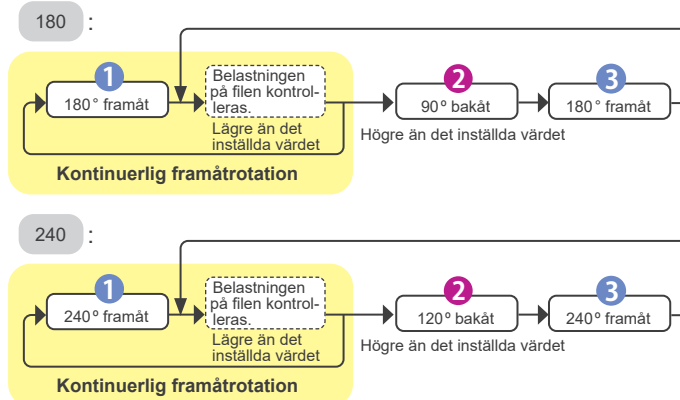 180 :
1
180° framåt
Belastningen
på filen kontrol-
leras.
Lägre än det
inställda värdet
2
90° bakåt
3
180° framåt
Högre än det inställda värdet
Kontinuerlig framåtrotation
240 :
1
240° framåt
Belastningen
på filen kontrol-
leras.
Lägre än det
inställda värdet
2
120° bakåt
3
240° framåt
Högre än det inställda värdet
Kontinuerlig framåtrotation